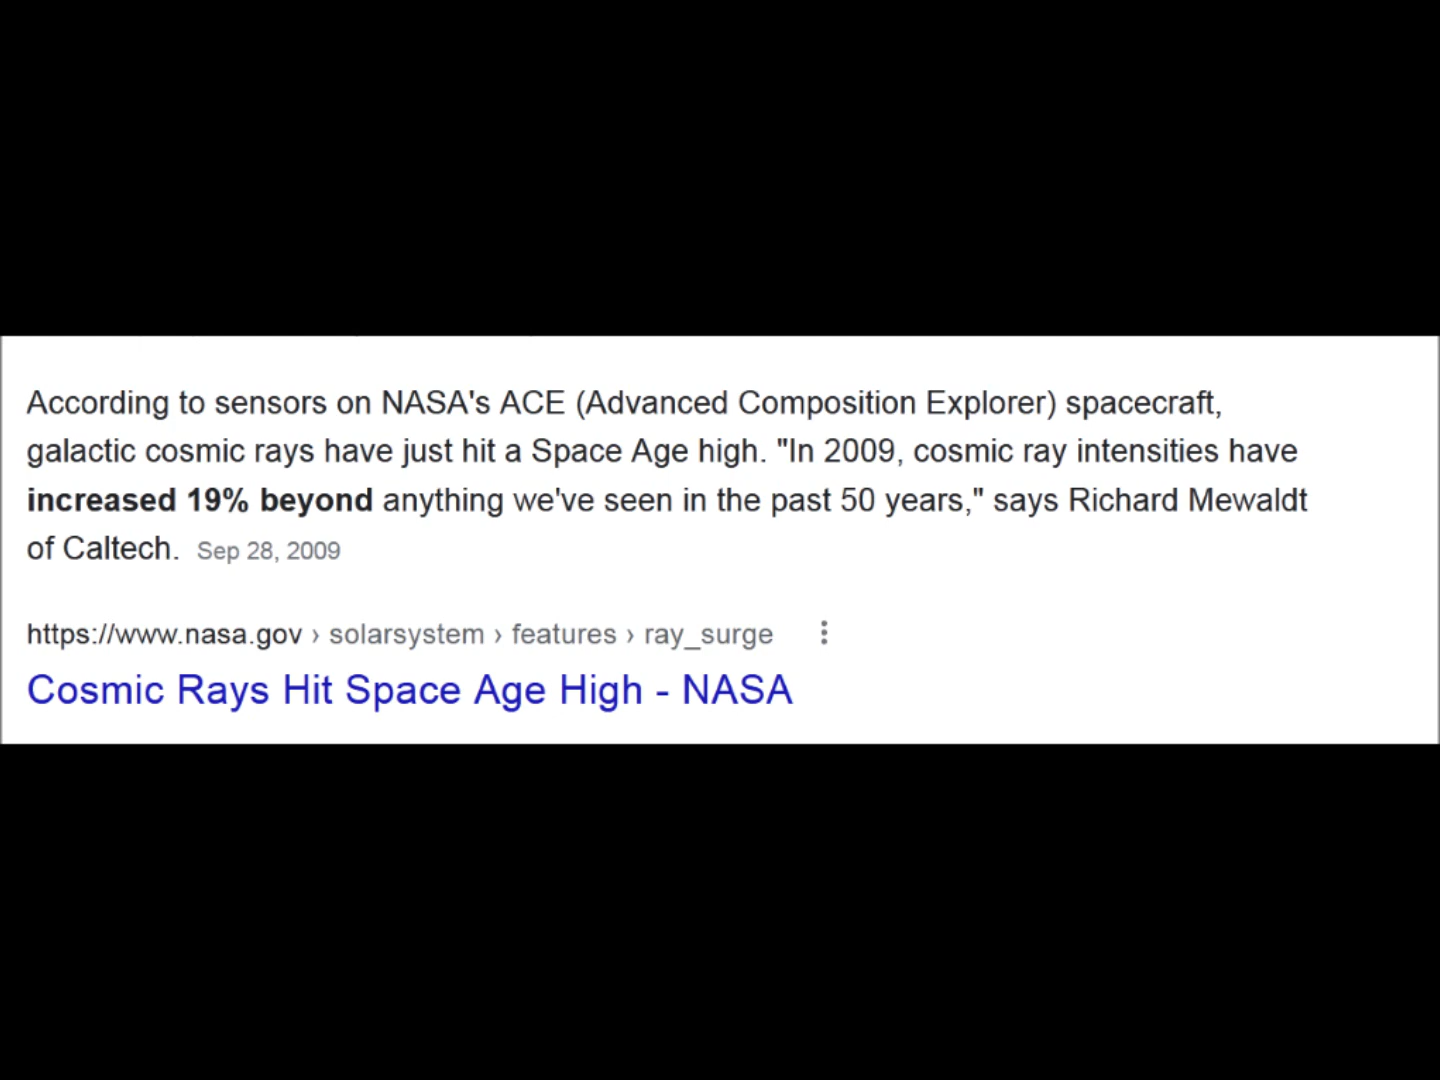 According to sensors on NASA's ACE (Advanced Composition Explorer) spacecraft,
galactic cosmic rays have just hit a Space Age high. "In 2009, cosmic ray intensities have
increased 19% beyond anything we've seen in the past 50 years," says Richard Mewaldt
of Caltech. Sep 28, 2009
https://www.nasa.gov › solarsystem › features › ray_surge
Cosmic Rays Hit Space Age High - NASA